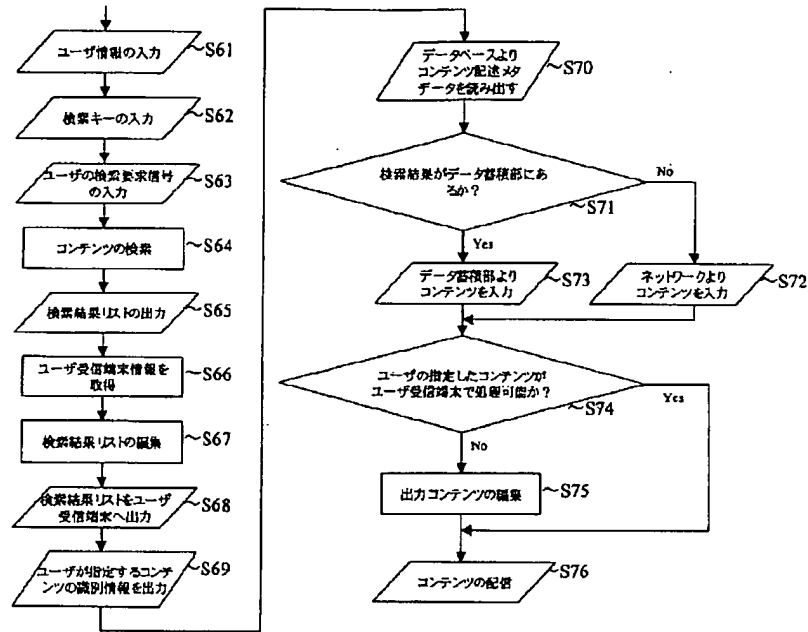 ユーザ情報の入力
S61
検索キーの入力
S62
ユーザの検索要求信号
の入力
S63
コンテンツの検索
S64
検索結果リストの出力
S65
ユーザ受信端末情報を
取得
S66
検索結果リストの編集
S67
検索結果リストをユーザ
受信端末へ出力
S68
ユーザが指定するコンテ
ンツの識別情報を出力
S69
データベースより
コンテンツ記述メタ
データを読み出す
S70
検索結果がデータ蓄積部にあ
るか?
S71
No
Yes
データ蓄積部より
コンテンツを入力
S73
ネットワークより
コンテンツを入力
S72
ユーザの指定したコンテンツが
ユーザ受信端末で処理可能か?
S74
Yes
No
出力コンテンツの編集
S75
コンテンツの配信
S76